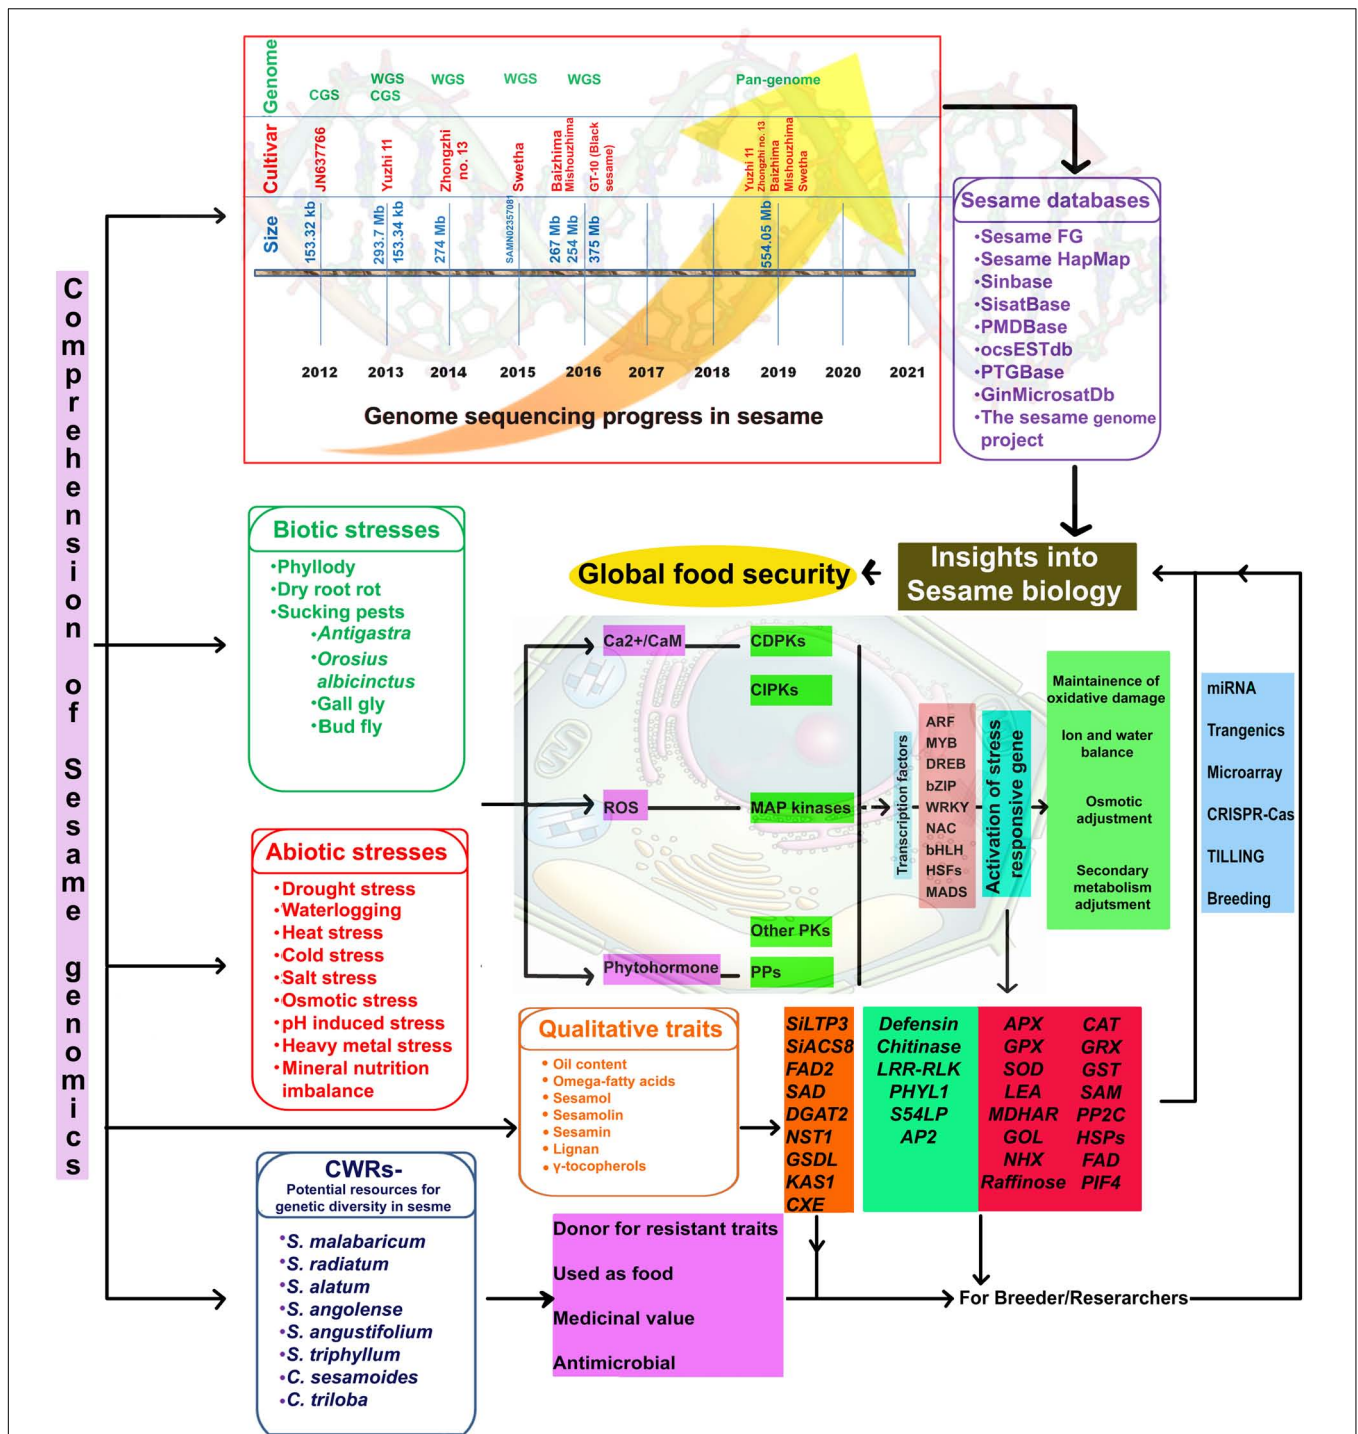 Comprehension of Sesame genomics
Genome
CGS
WGS
CGS
WGS
WGS
WGS
Pan-genome
Cultivar
JN637766
Yuzhi 11
Zhongzhi
no. 13
Swetha
Baizhima
Mishouzhima
GT-10 (Black
sesame)
Yuzhi 11
Zhongzhi no. 13
Baizhima
Mishouzhima
Swetha
Size
153.32 kb
293.7 Mb
153.34 kb
274 Mb
SAMN02357081
267 Mb
254 Mb
375 Mb
554.05 Mb
2012 2013 2014 2015 2016 2017 2018 2019 2020 2021
Genome sequencing progress in sesame
Sesame databases
•Sesame FG
•Sesame HapMap
•Sinbase
•SisatBase
•PMDBase
•ocsESTdb
•PTGBase
•GinMicrosatDb
•The sesame genome
project
Biotic stresses
•Phyllody
•Dry root rot
•Sucking pests
•Antigastra
•Orosius
albicinctus
•Gall gly
•Bud fly
Global food security
Insights into
Sesame biology
Ca2+/CaM
ROS
Phytohormone
CDPKs
CIPKs
MAP kinases
Other PKs
PPs
Transcription factors
ARF
MYB
DREB
bZIP
WRKY
NAC
bHLH
HSFs
MADS
Activation of stress
responsive gene
Maintainence of
oxidative damage
Ion and water
balance
Osmotic
adjustment
Secondary
metabolism
adjutsment
miRNA
Trangenics
Microarray
CRISPR-Cas
TILLING
Breeding
Abiotic stresses
•Drought stress
•Waterlogging
•Heat stress
•Cold stress
•Salt stress
•Osmotic stress
•pH induced stress
•Heavy metal stress
•Mineral nutrition
imbalance
Qualitative traits
• Oil content
• Omega-fatty acids
• Sesamol
• Sesamolin
• Sesamin
• Lignan
• γ-tocopherols
SiLTP3
SiACS8
FAD2
SAD
DGAT2
NST1
GSDL
KAS1
CXE
Defensin
Chitinase
LRR-RLK
PHYL1
S54LP
AP2
APX CAT
GPX GRX
SOD GST
LEA SAM
MDHAR PP2C
GOL HSPs
NHX FAD
Raffinose PIF4
CWRs-
Potential resources for
genetic diversity in sesme
•S. malabaricum
•S. radiatum
•S. alatum
•S. angolense
•S. angustifolium
•S. triphyllum
•C. sesamoides
•C. triloba
Donor for resistant traits
Used as food
Medicinal value
Antimicrobial
For Breeder/Reserarchers